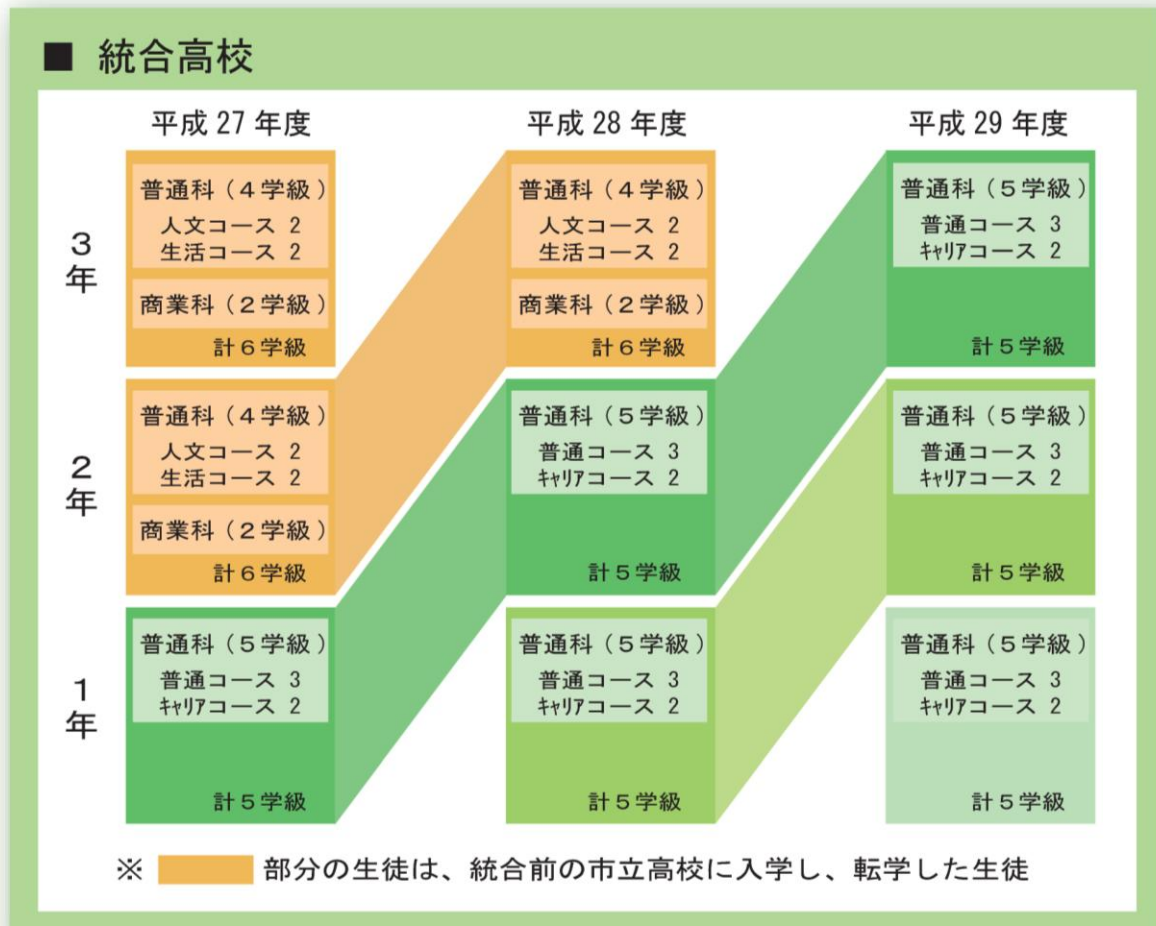 ■ 統合高校
平成 27 年度
平成 28 年度
平成 29 年度
3年
普通科（４学級）
人文コース 2
生活コース 2
商業科（２学級）
計６学級
普通科（４学級）
人文コース 2
生活コース 2
商業科（２学級）
計６学級
普通科（５学級）
普通コース 3
ｷｬﾘｱコース 2
計５学級
2年
普通科（４学級）
人文コース 2
生活コース 2
商業科（２学級）
計６学級
普通科（５学級）
普通コース 3
ｷｬﾘｱコース 2
計５学級
普通科（５学級）
普通コース 3
ｷｬﾘｱコース 2
計５学級
1年
普通科（５学級）
普通コース 3
ｷｬﾘｱコース 2
計５学級
普通科（５学級）
普通コース 3
ｷｬﾘｱコース 2
計５学級
普通科（５学級）
普通コース 3
ｷｬﾘｱコース 2
計５学級
※ 部分の生徒は、統合前の市立高校に入学し、転学した生徒